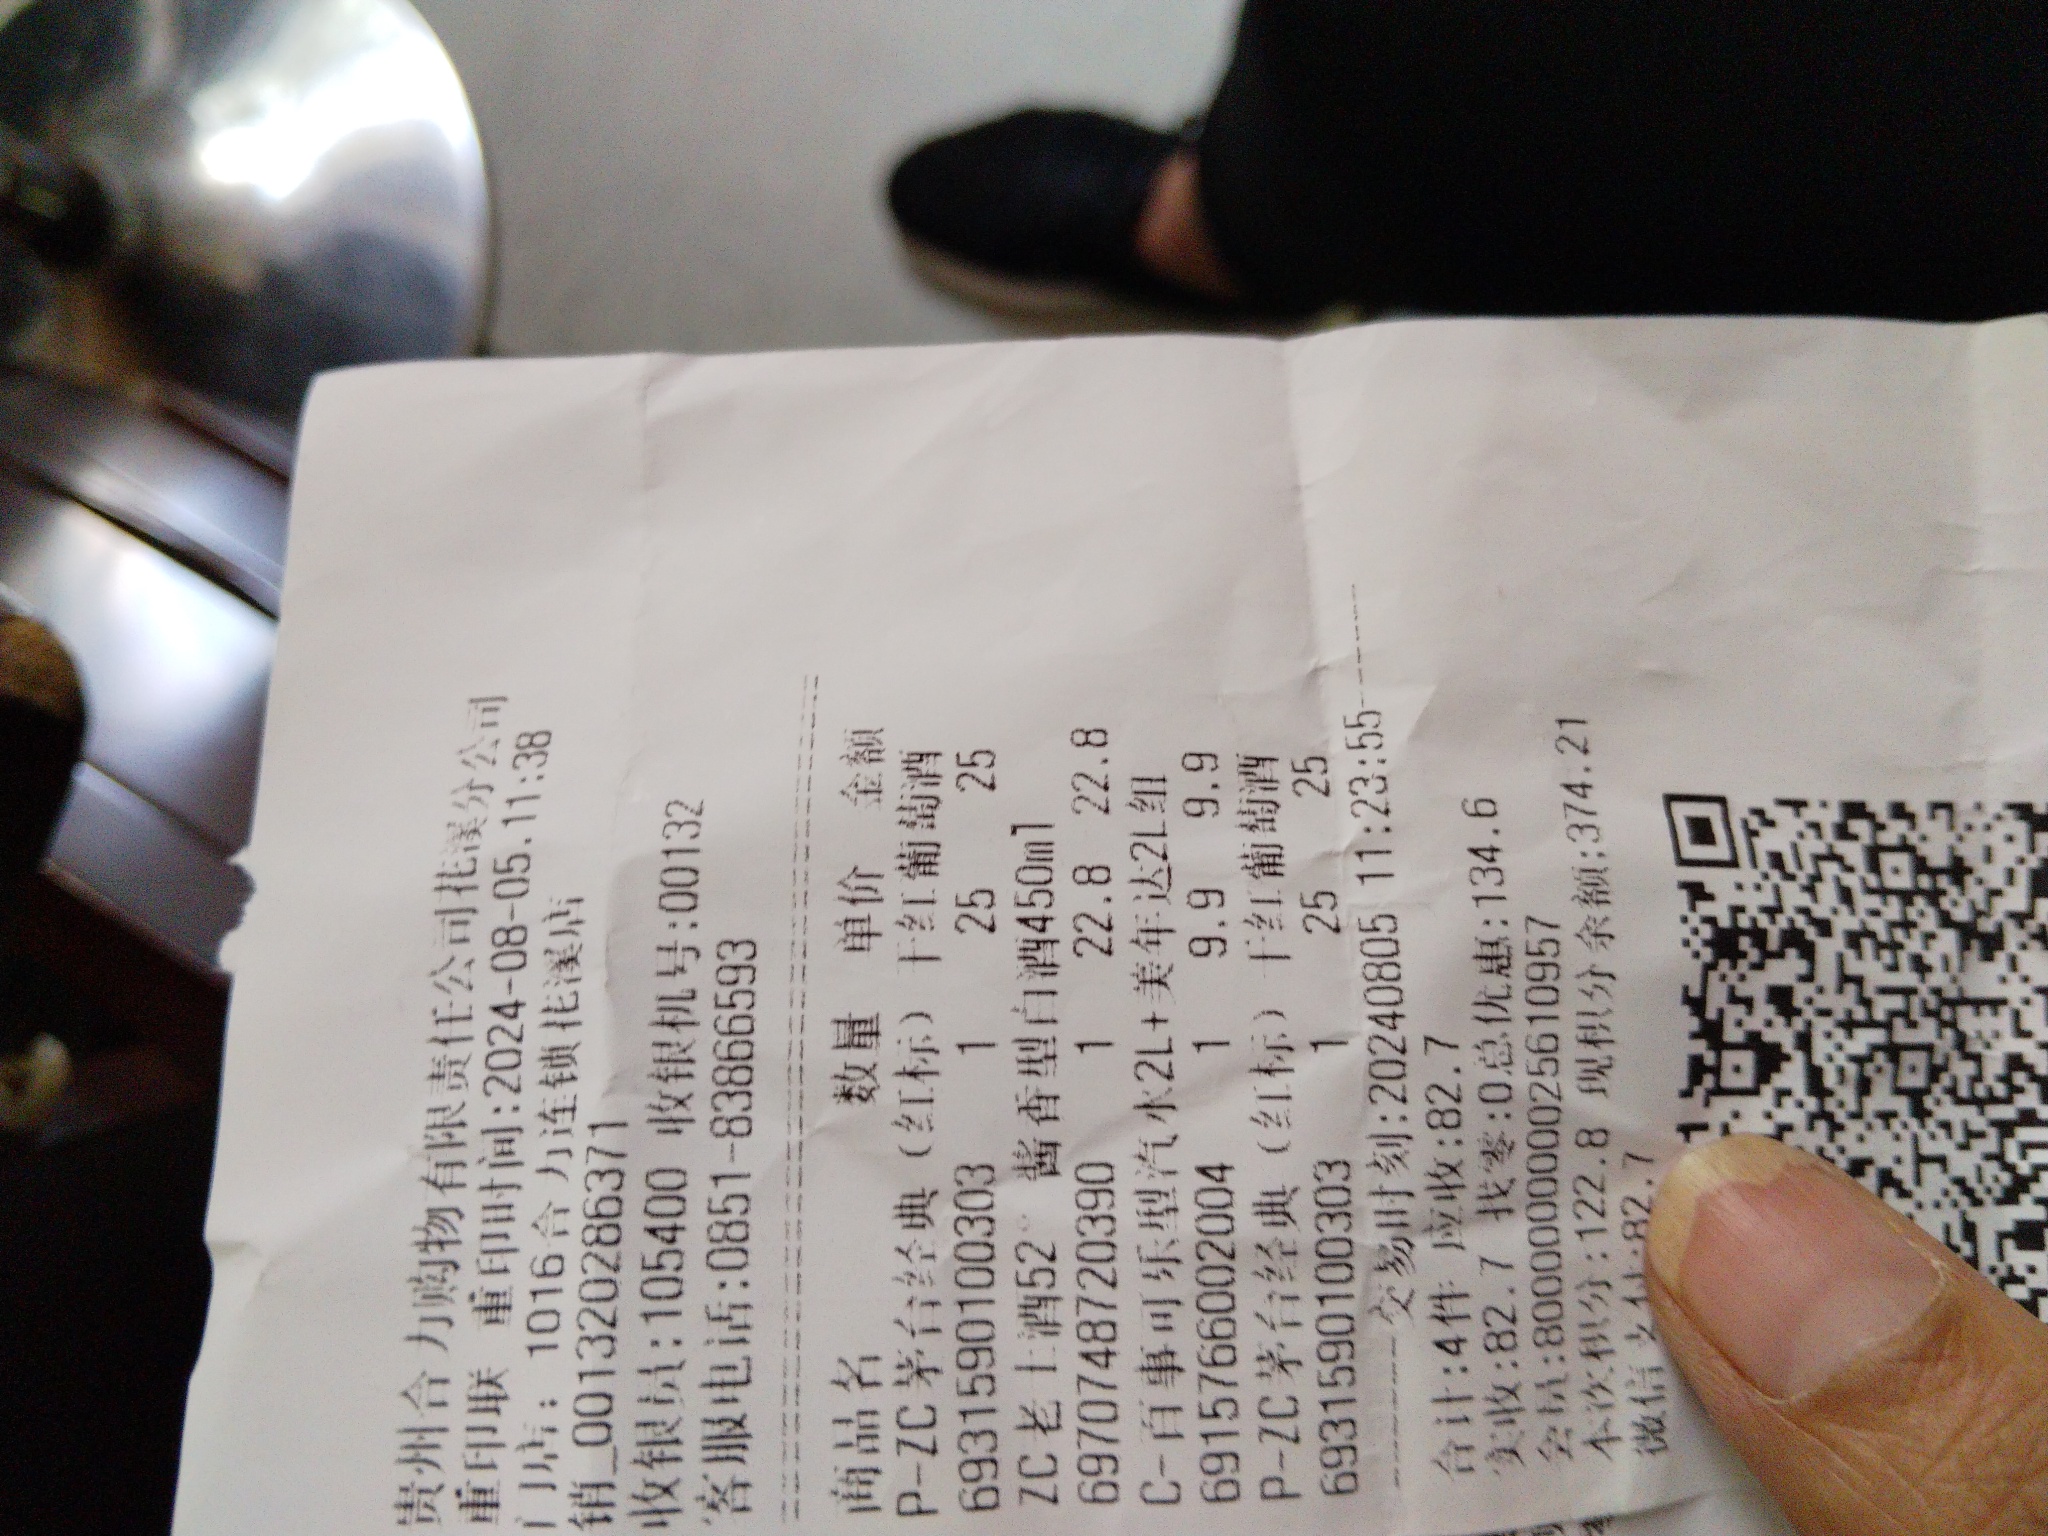 贵州合力购物有限责任公司花溪分公司
重印联 重印时间:2024-08-05.11:38
门店: 1016合力连锁花溪店
销_001320286371
收银员:105400 收银机号:00132
客服电话:0851-83866593
商品名 数量 单价 金额
P-ZC茅台经典（红标）干红葡萄酒
6931590100303 1 25 25
ZC老土酒52° 酱香型白酒450ml
6970748720390 1 22.8 22.8
C-百事可乐型汽水2L+美年达2L组
6915766002004 1 9.9 9.9
P-ZC茅台经典（红标）干红葡萄酒
6931590100303 1 25 25
交易时刻:20240805 11:23:55
合计:4件 应收:82.7
实收:82.7 找零:0总优惠:134.6
会员:8000000000025610957
本次积分:122.8 现积分余额:374.21
微信支付:82.7